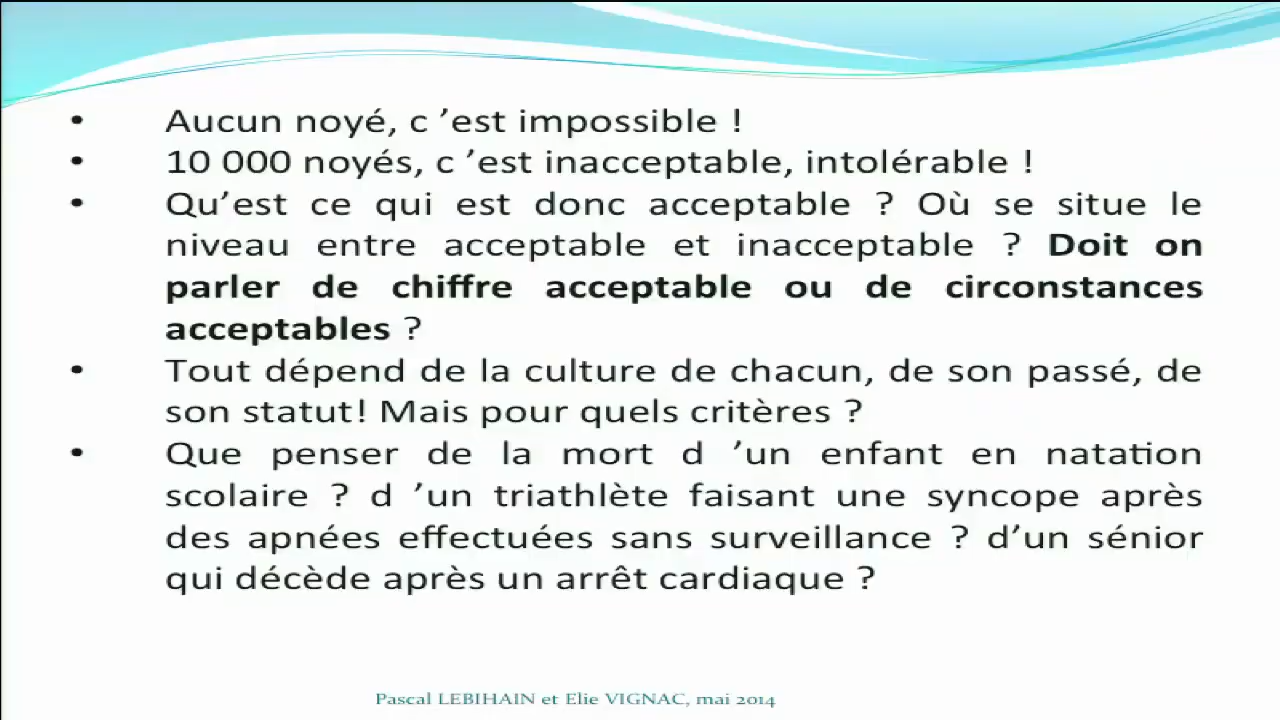 • Aucun noyé, c ’est impossible !
• 10 000 noyés, c ’est inacceptable, intolérable !
• Qu’est ce qui est donc acceptable ? Où se situe le
niveau entre acceptable et inacceptable ? Doit on
parler de chiffre acceptable ou de circonstances
acceptables ?
• Tout dépend de la culture de chacun, de son passé, de
son statut! Mais pour quels critères ?
• Que penser de la mort d ’un enfant en natation
scolaire ? d ’un triathlète faisant une syncope après
des apnées effectuées sans surveillance ? d’un sénior
qui décède après un arrêt cardiaque ?
Pascal LEBIHAIN et Elie VIGNAC, mai 2014